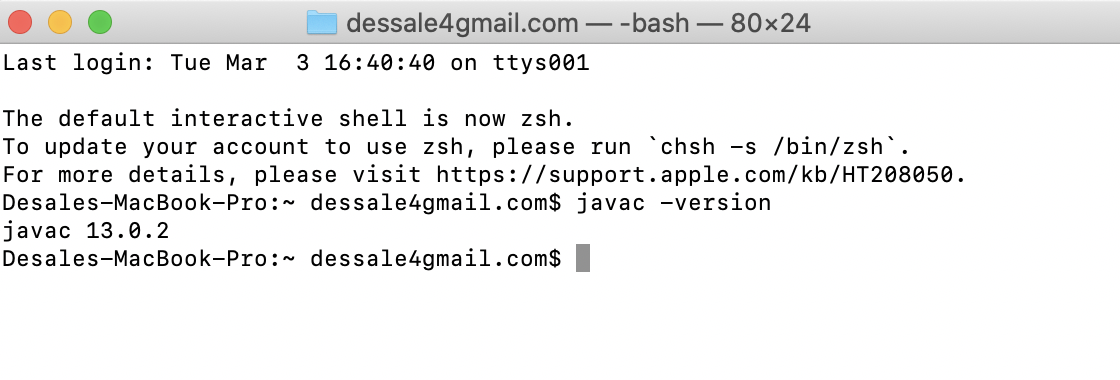 dessale4gmail.com — -bash — 80×24
Last login: Tue Mar  3 16:40:40 on ttys001
The default interactive shell is now zsh.
To update your account to use zsh, please run `chsh -s /bin/zsh`.
For more details, please visit https://support.apple.com/kb/HT208050.
Desales-MacBook-Pro:~ dessale4gmail.com$ javac -version
javac 13.0.2
Desales-MacBook-Pro:~ dessale4gmail.com$